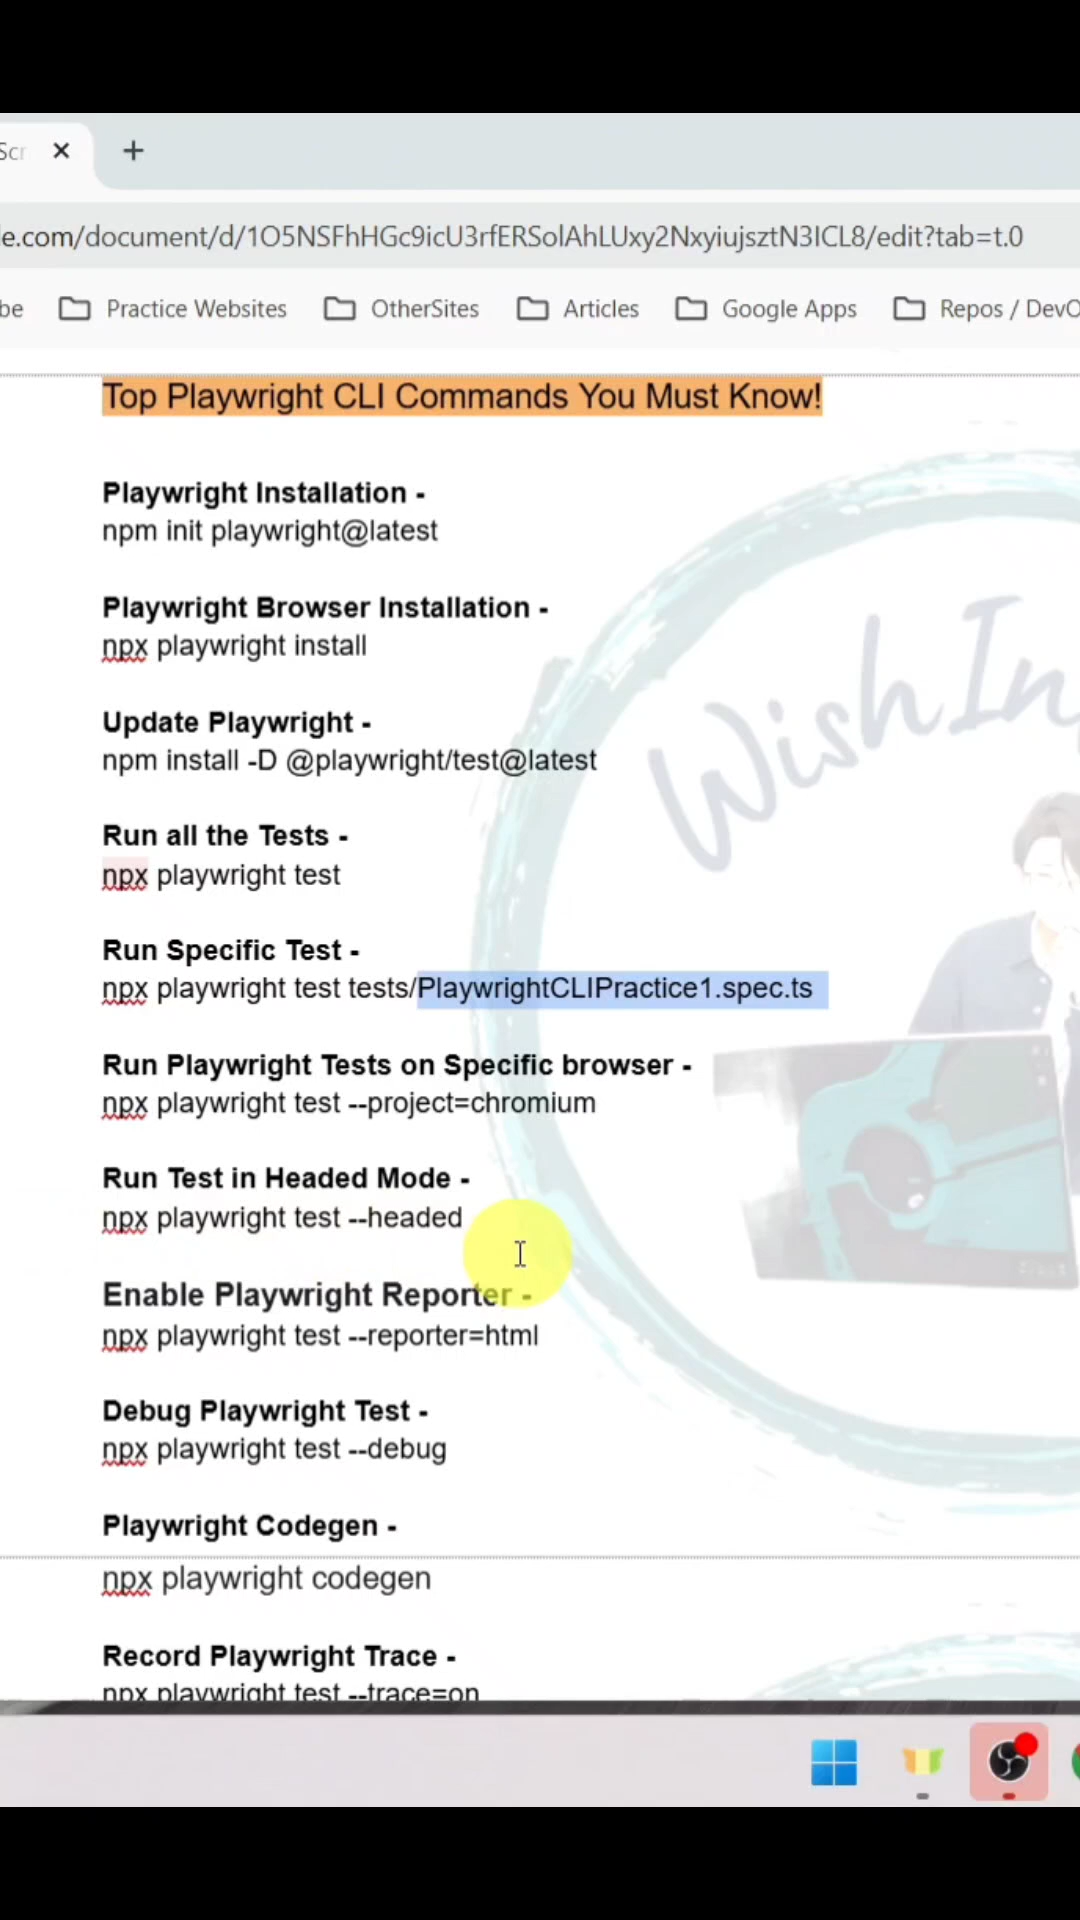 Scr
le.com/document/d/1O5NSFhHGc9icU3rfERSolAhLUxy2NxyiujsztN3ICL8/edit?tab=t.0
be Practice Websites OtherSites Articles Google Apps Repos / DevO
Top Playwright CLI Commands You Must Know!
Playwright Installation -
npm init playwright@latest
Playwright Browser Installation -
npx playwright install
Update Playwright -
npm install -D @playwright/test@latest
Run all the Tests -
npx playwright test
Run Specific Test -
npx playwright test tests/PlaywrightCLIPractice1.spec.ts
Run Playwright Tests on Specific browser -
npx playwright test --project=chromium
Run Test in Headed Mode -
npx playwright test --headed
Enable Playwright Reporter -
npx playwright test --reporter=html
Debug Playwright Test -
npx playwright test --debug
Playwright Codegen -
npx playwright codegen
Record Playwright Trace -
npx playwright test --trace=on
WishIn